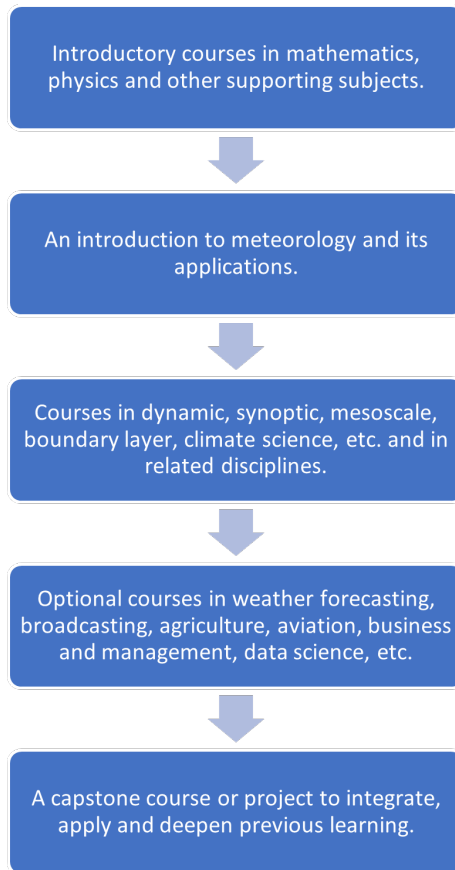 Introductory courses in mathematics,
physics and other supporting subjects.
An introduction to meteorology and its
applications.
Courses in dynamic, synoptic, mesoscale,
boundary layer, climate science, etc. and in
related disciplines.
Optional courses in weather forecasting,
broadcasting, agriculture, aviation, business
and management, data science, etc.
A capstone course or project to integrate,
apply and deepen previous learning.